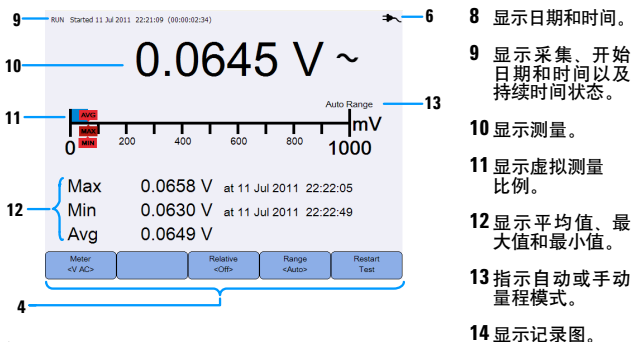 9
RUN Started 11 Jul 2011 22:21:09 (00:00:02:34)
6
10
0.0645 V ~
Auto Range
13
11
AVG
MAX
MIN
mV
0
200
400
600
800
1000
12
Max 0.0658 V at 11 Jul 2011 22:22:05
Min 0.0630 V at 11 Jul 2011 22:22:49
Avg 0.0649 V
Meter
<V AC>
Relative
<Off>
Range
<Auto>
Restart
Test
4
8 显示日期和时间。
9 显示采集、开始
日期和时间以及
持续时间状态。
10 显示测量。
11 显示虚拟测量
比例。
12 显示平均值、最
大值和最小值。
13 指示自动或手动
量程模式。
14 显示记录图。